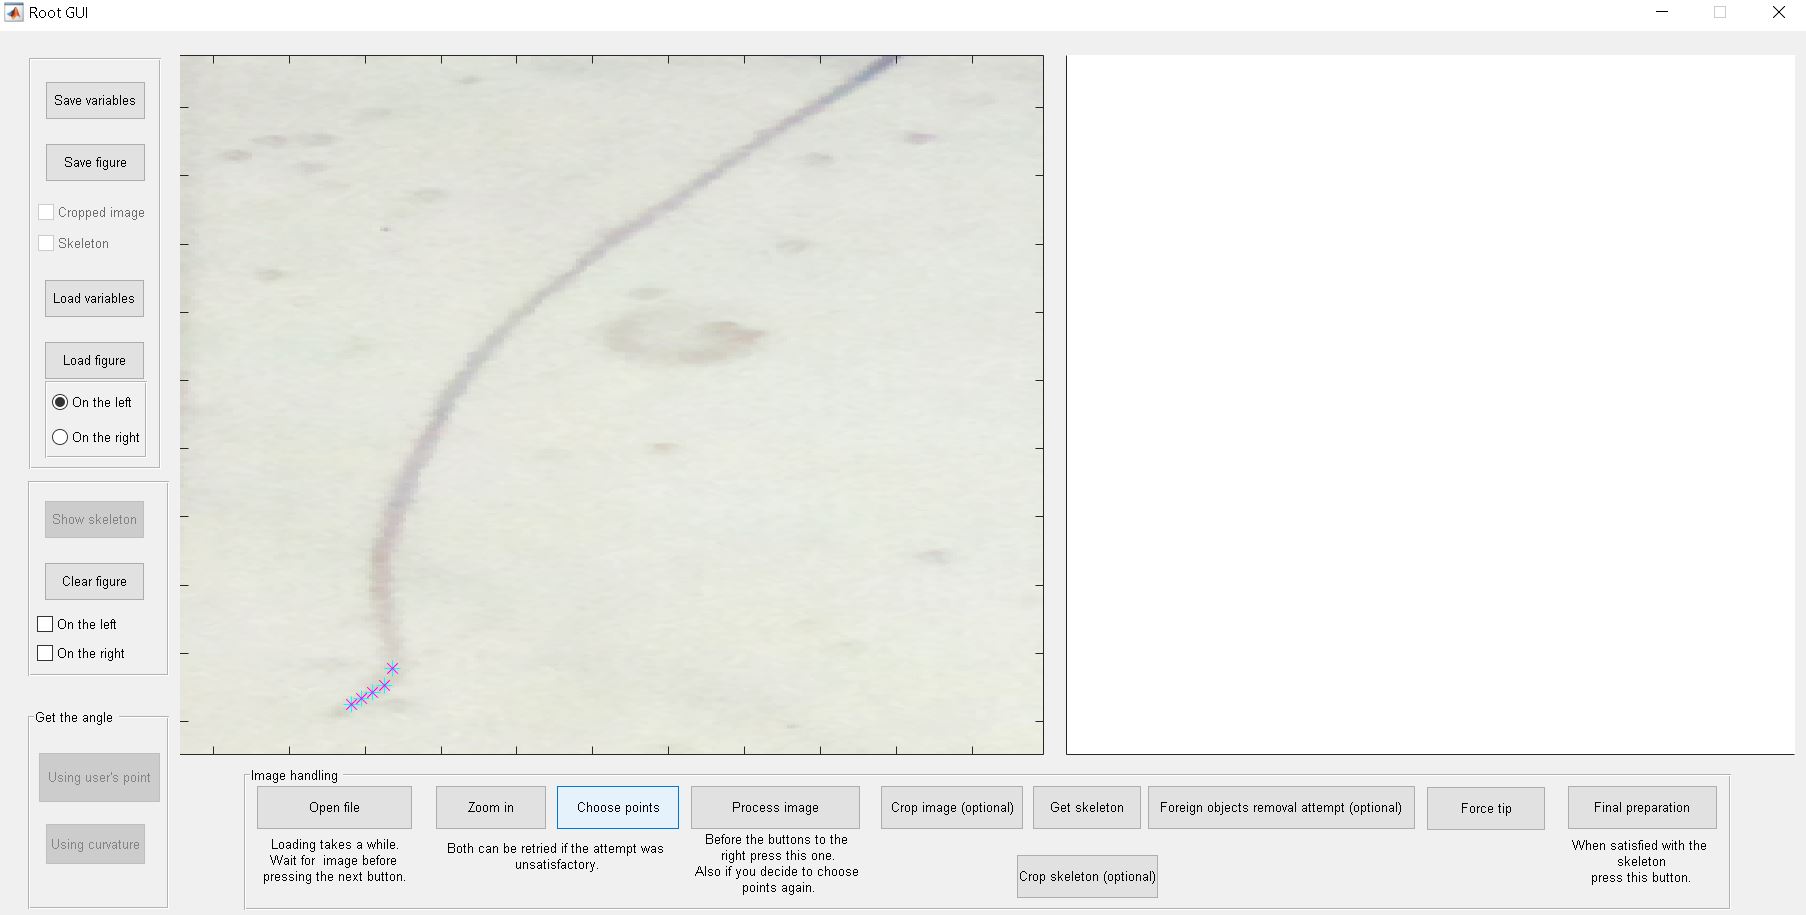 Root GUI
Save variables
Save figure
Cropped image
Skeleton
Load variables
Load figure
On the left
On the right
Show skeleton
Clear figure
On the left
On the right
Get the angle
Using user's point
Using curvature
Image handling
Open file
Loading takes a while.
Wait for image before
pressing the next button.
Zoom in
Choose points
Both can be retried if the attempt was
unsatisfactory.
Process image
Before the buttons to the
right press this one.
Also if you decide to choose
points again.
Crop image (optional)
Get skeleton
Crop skeleton (optional)
Foreign objects removal attempt (optional)
Force tip
Final preparation
When satisfied with the
skeleton
press this button.